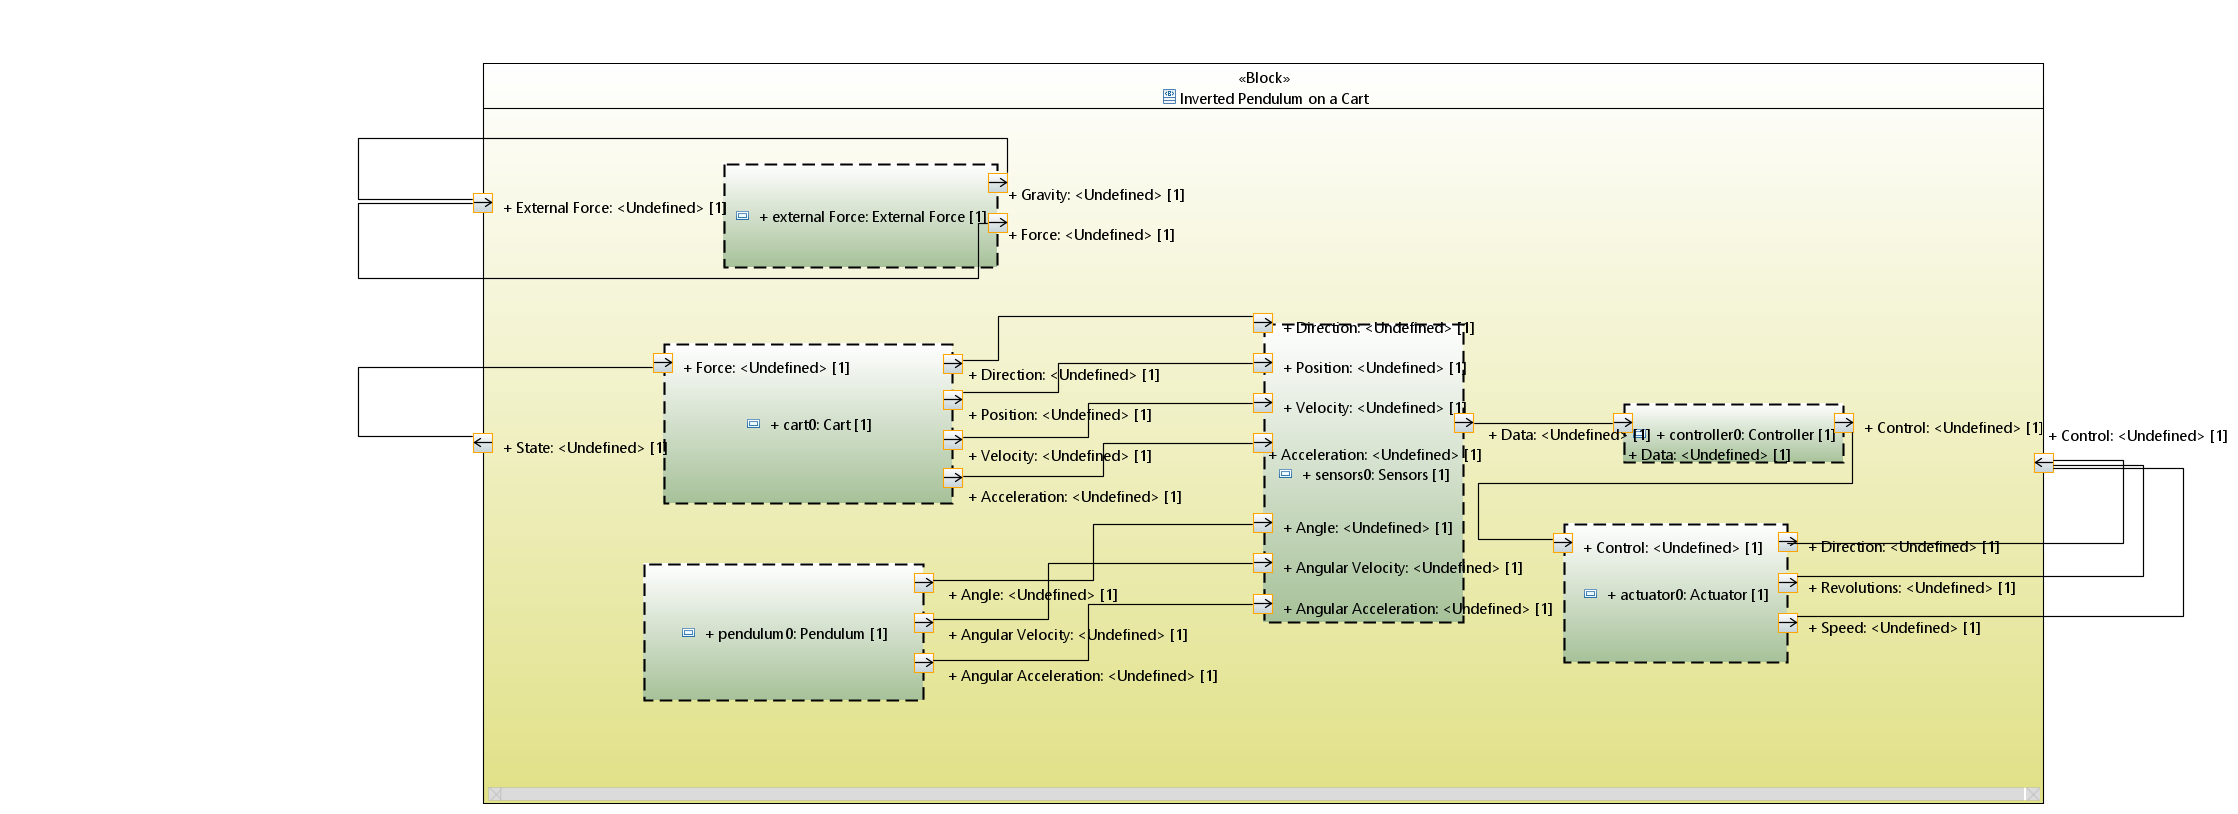 «Block»
Inverted Pendulum on a Cart
+ External Force: <Undefined> [1]
+ external Force: External Force [1]
+ Gravity: <Undefined> [1]
+ Force: <Undefined> [1]
+ State: <Undefined> [1]
+ Force: <Undefined> [1]
+ cart0: Cart [1]
+ Direction: <Undefined> [1]
+ Position: <Undefined> [1]
+ Velocity: <Undefined> [1]
+ Acceleration: <Undefined> [1]
+ pendulum0: Pendulum [1]
+ Angle: <Undefined> [1]
+ Angular Velocity: <Undefined> [1]
+ Angular Acceleration: <Undefined> [1]
+ Direction: <Undefined> [1]
+ Position: <Undefined> [1]
+ Velocity: <Undefined> [1]
+ Acceleration: <Undefined> [1]
+ sensors0: Sensors [1]
+ Angle: <Undefined> [1]
+ Angular Velocity: <Undefined> [1]
+ Angular Acceleration: <Undefined> [1]
+ Data: <Undefined> [1]
+ controller0: Controller [1]
+ Data: <Undefined> [1]
+ Control: <Undefined> [1]
+ Control: <Undefined> [1]
+ Control: <Undefined> [1]
+ actuator0: Actuator [1]
+ Direction: <Undefined> [1]
+ Revolutions: <Undefined> [1]
+ Speed: <Undefined> [1]